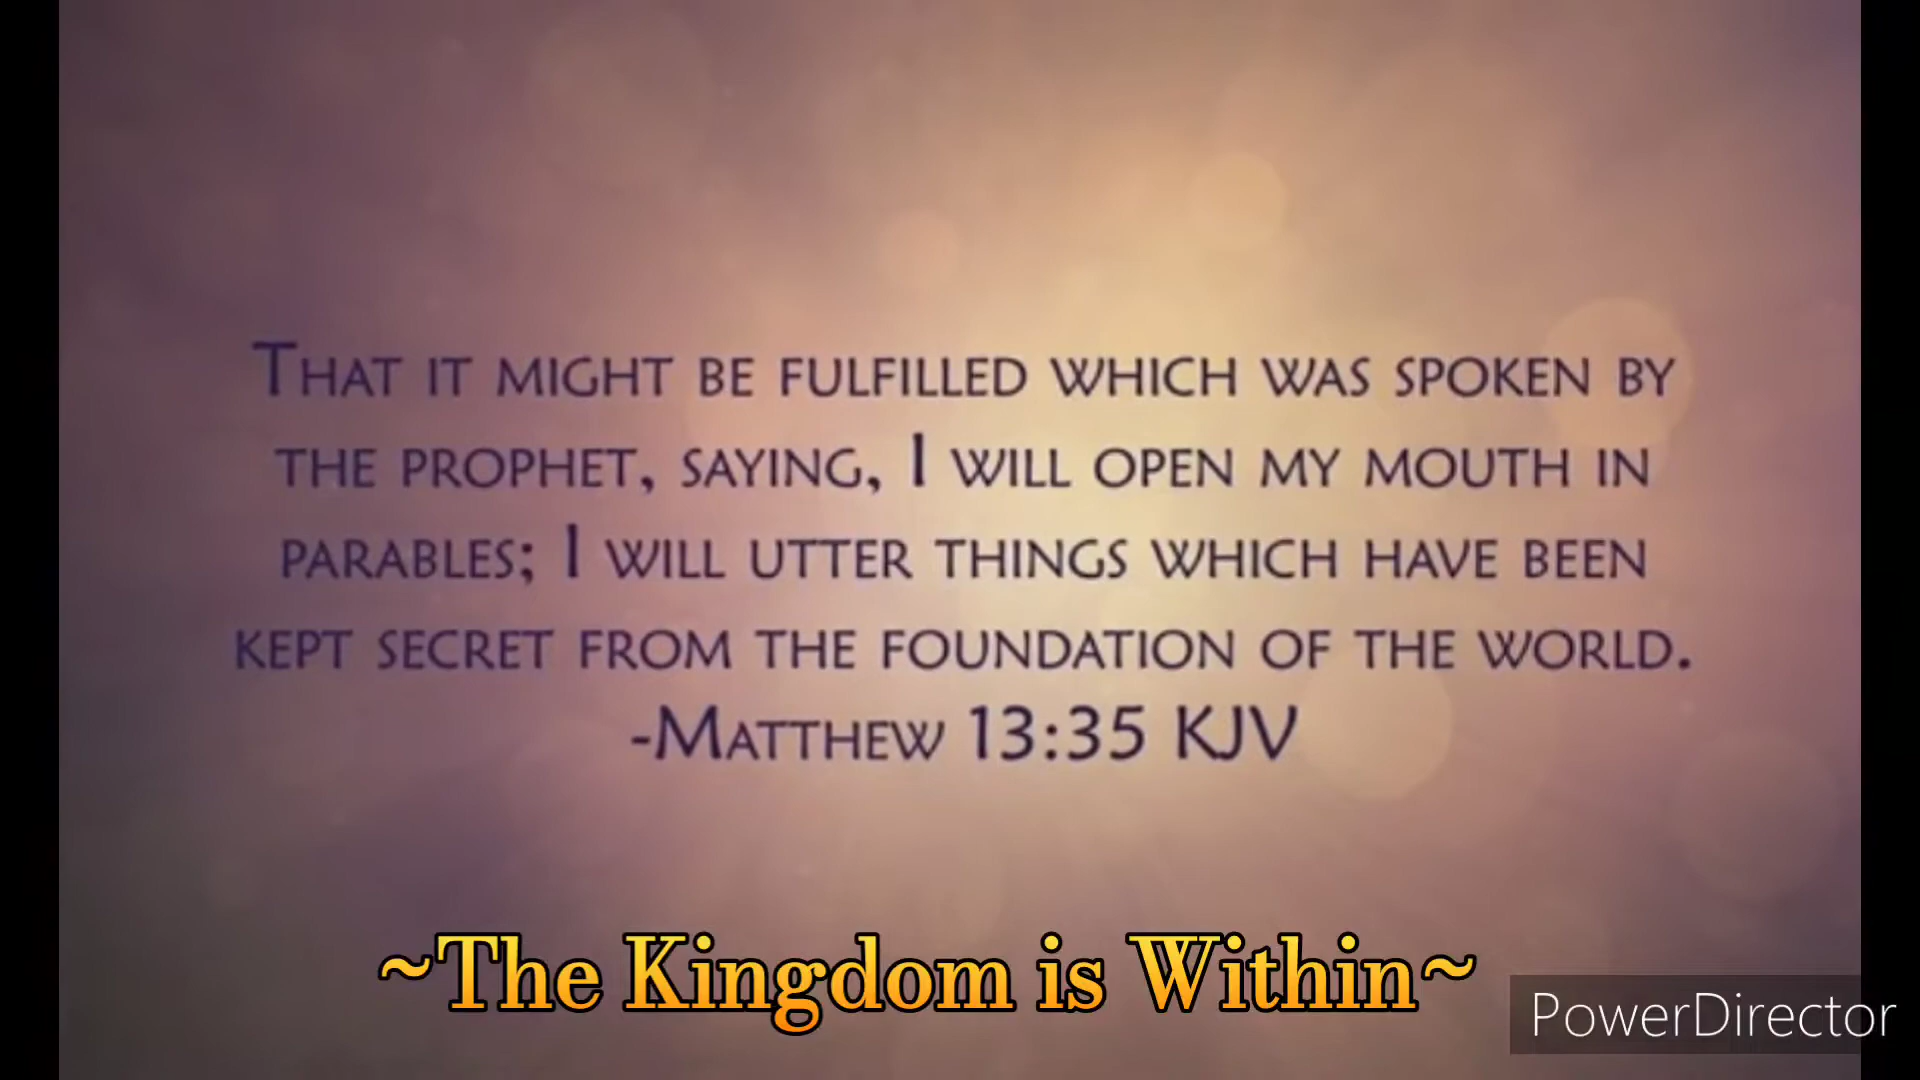 That it might be fulfilled which was spoken by
the prophet, saying, I will open my mouth in
parables; I will utter things which have been
kept secret from the foundation of the world.
-Matthew 13:35 KJV
~The Kingdom is Within~
PowerDirector